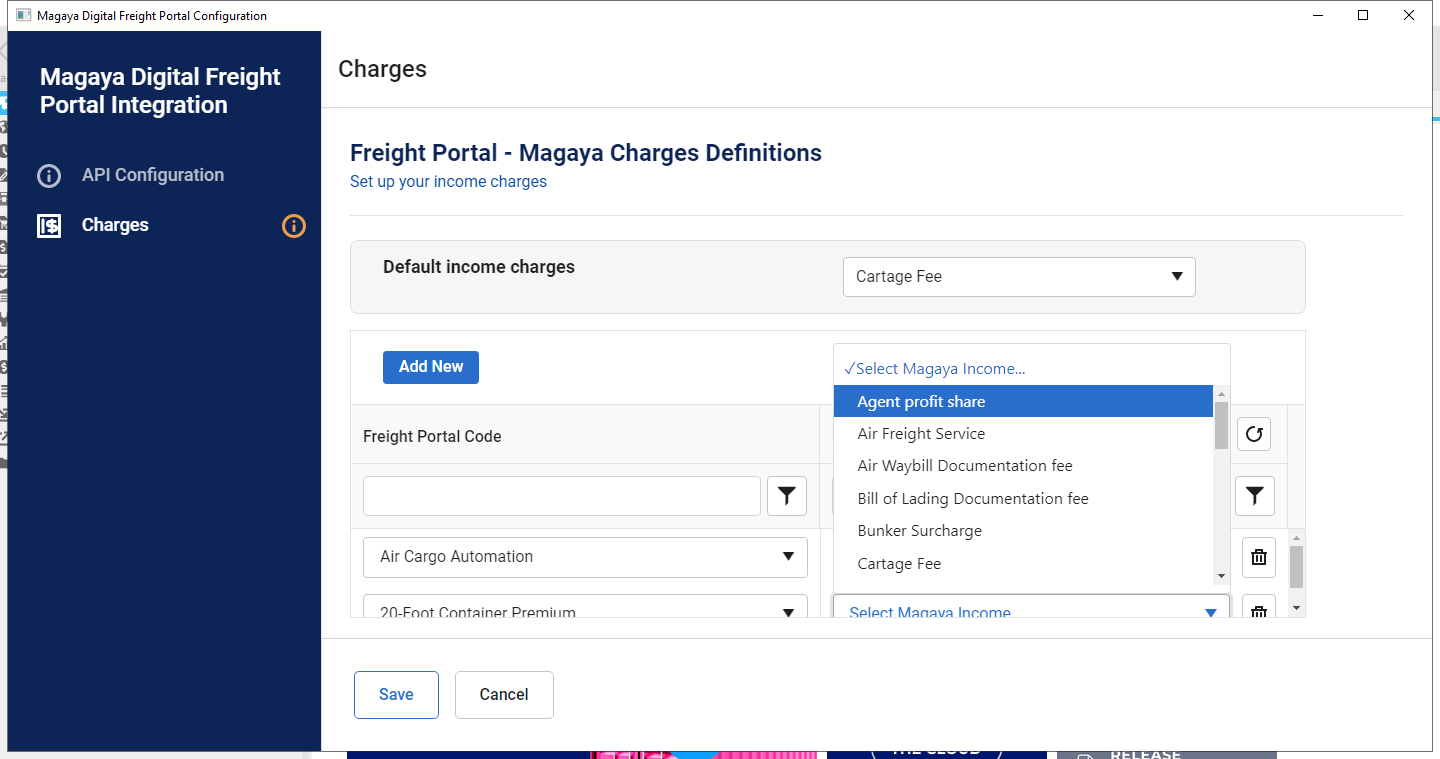 Magaya Digital Freight Portal Configuration
Magaya Digital Freight
Portal Integration
API Configuration
Charges
Charges
Freight Portal - Magaya Charges Definitions
Set up your income charges
Default income charges
Cartage Fee
Add New
✓Select Magaya Income...
Agent profit share
Air Freight Service
Air Waybill Documentation fee
Bill of Lading Documentation fee
Bunker Surcharge
Cartage Fee
Freight Portal Code
Air Cargo Automation
20-Foot Container Premium
Select Magaya Income
Save
Cancel
THE CLOUD
RELEASE